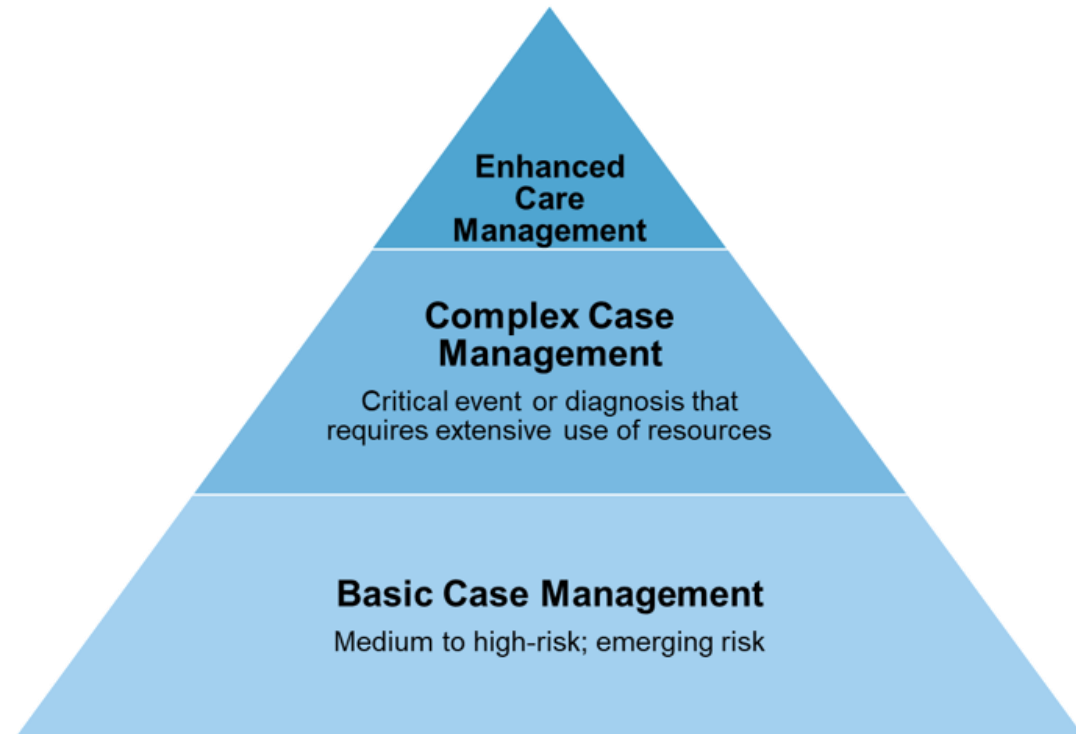 Enhanced
Care
Management
Complex Case
Management
Critical event or diagnosis that
requires extensive use of resources
Basic Case Management
Medium to high-risk; emerging risk